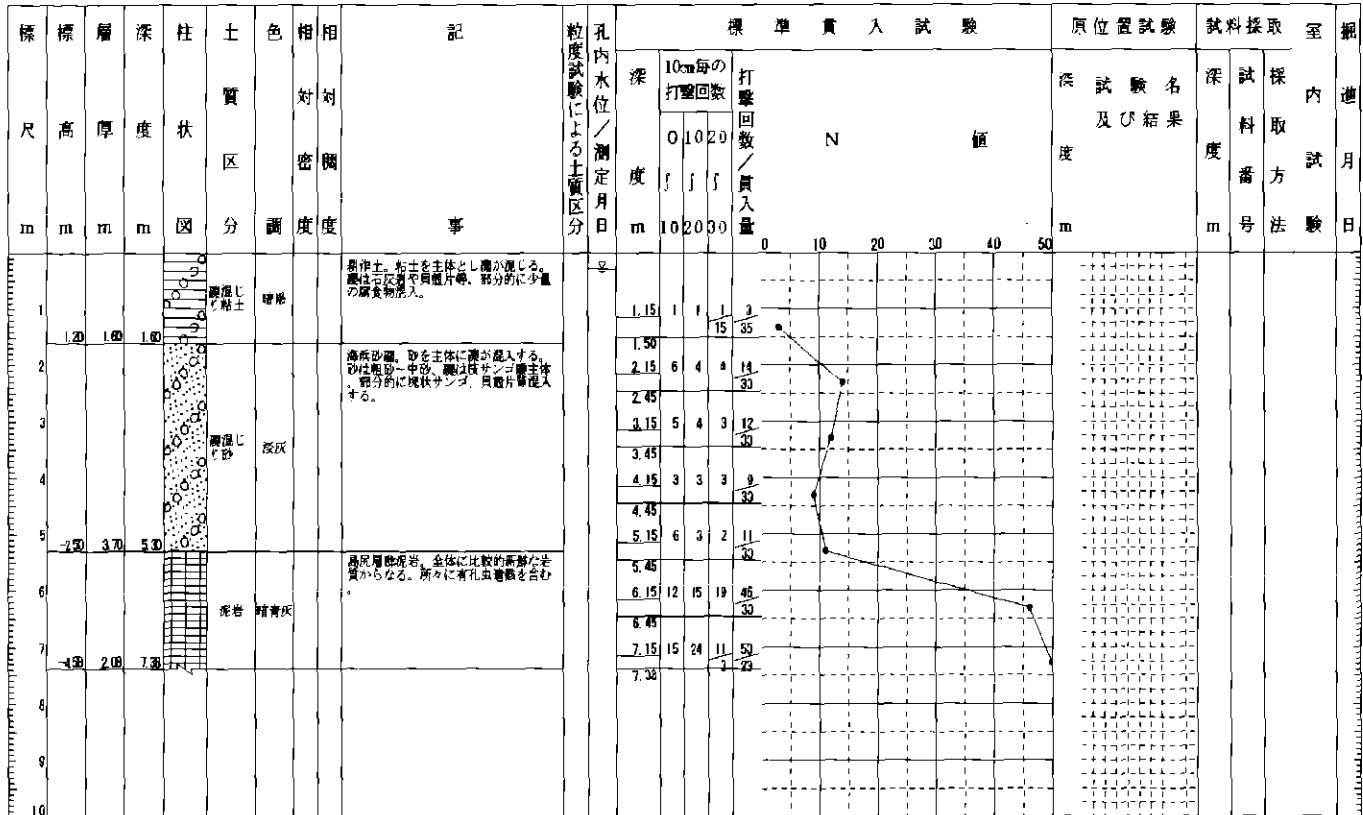 標尺 m
標高 m
層厚 m
深度 m
柱状図
土質区分
色調
相対密度
相対稠度
記事
粒度試験による土質区分
孔内水位/測定月日
標準貫入試験
深度 m
10cm毎の打撃回数
0 10 20
∫ ∫ ∫
10 20 30
打撃回数/貫入量
N 値
0 10 20 30 40 50
原位置試験
深度 m
試験名及び結果
試料採取
深度 m
試料番号
採取方法
室内試験
掘進月日
1
1.20 1.60 1.60
礫混じり粘土
暗褐
耕作土。粘土を主体とし礫が混じる。
礫は石灰岩や貝殻片等、部分的に少量
の腐食物混入。
1.15 1 1 1 3
15 35
1.50
2
3
4
5
-2.50 3.70 5.30
礫混じり砂
淡灰
海浜砂礫。砂を主体に礫が混入する。
砂は粗砂~中砂、礫は枝サンゴ礫主体
。部分的に塊状サンゴ、貝殻片等混入
する。
2.15 6 4 4 14
30
2.45
3.15 5 4 3 12
30
3.45
4.15 3 3 3 9
30
4.45
5.15 6 3 2 11
30
5.45
6
7
-4.58 2.08 7.38
泥岩
暗青灰
島尻層群泥岩。全体に比較的新鮮な岩
質からなる。所々に有孔虫遺骸を含む
。
6.15 12 15 19 46
30
6.45
7.15 15 24 11 50
3 23
7.38
8
9
10